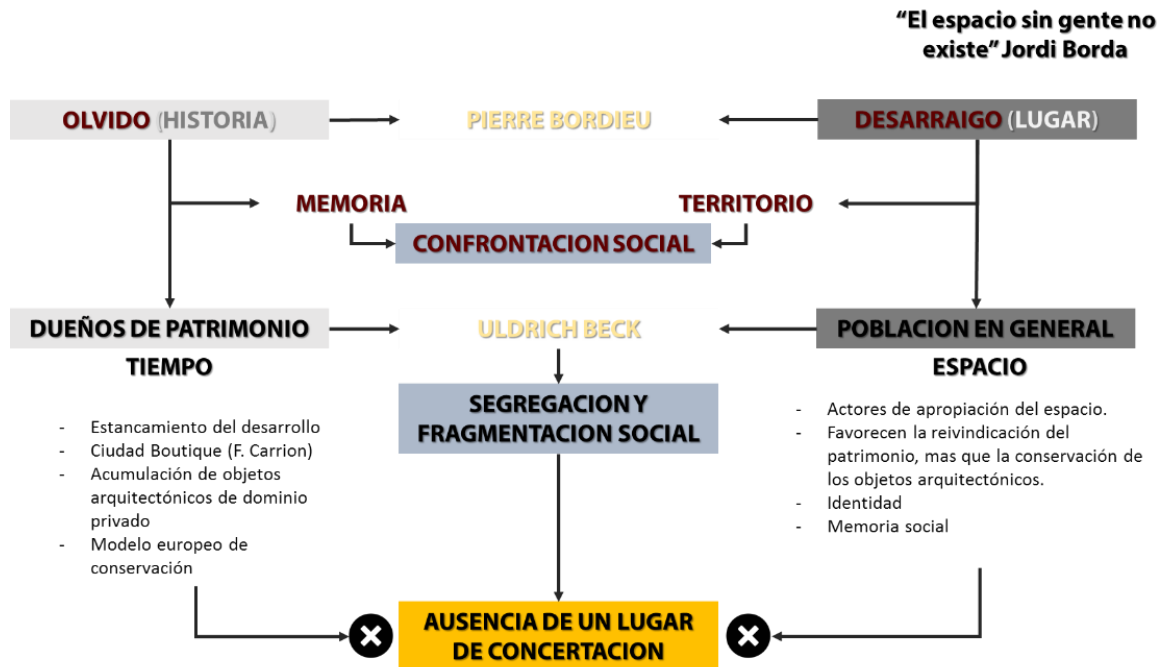 “El espacio sin gente no
existe” Jordi Borda
OLVIDO (HISTORIA)
PIERRE BORDIEU
DESARRAIGO (LUGAR)
MEMORIA
TERRITORIO
CONFRONTACION SOCIAL
DUEÑOS DE PATRIMONIO
ULDRICH BECK
POBLACION EN GENERAL
TIEMPO
ESPACIO
SEGREGACION Y
FRAGMENTACION SOCIAL
- Estancamiento del desarrollo
- Ciudad Boutique (F. Carrion)
- Acumulación de objetos
arquitectónicos de dominio
privado
- Modelo europeo de
conservación
- Actores de apropiación del espacio.
- Favorecen la reivindicación del
patrimonio, mas que la conservación de
los objetos arquitectónicos.
- Identidad
- Memoria social
AUSENCIA DE UN LUGAR
DE CONCERTACION